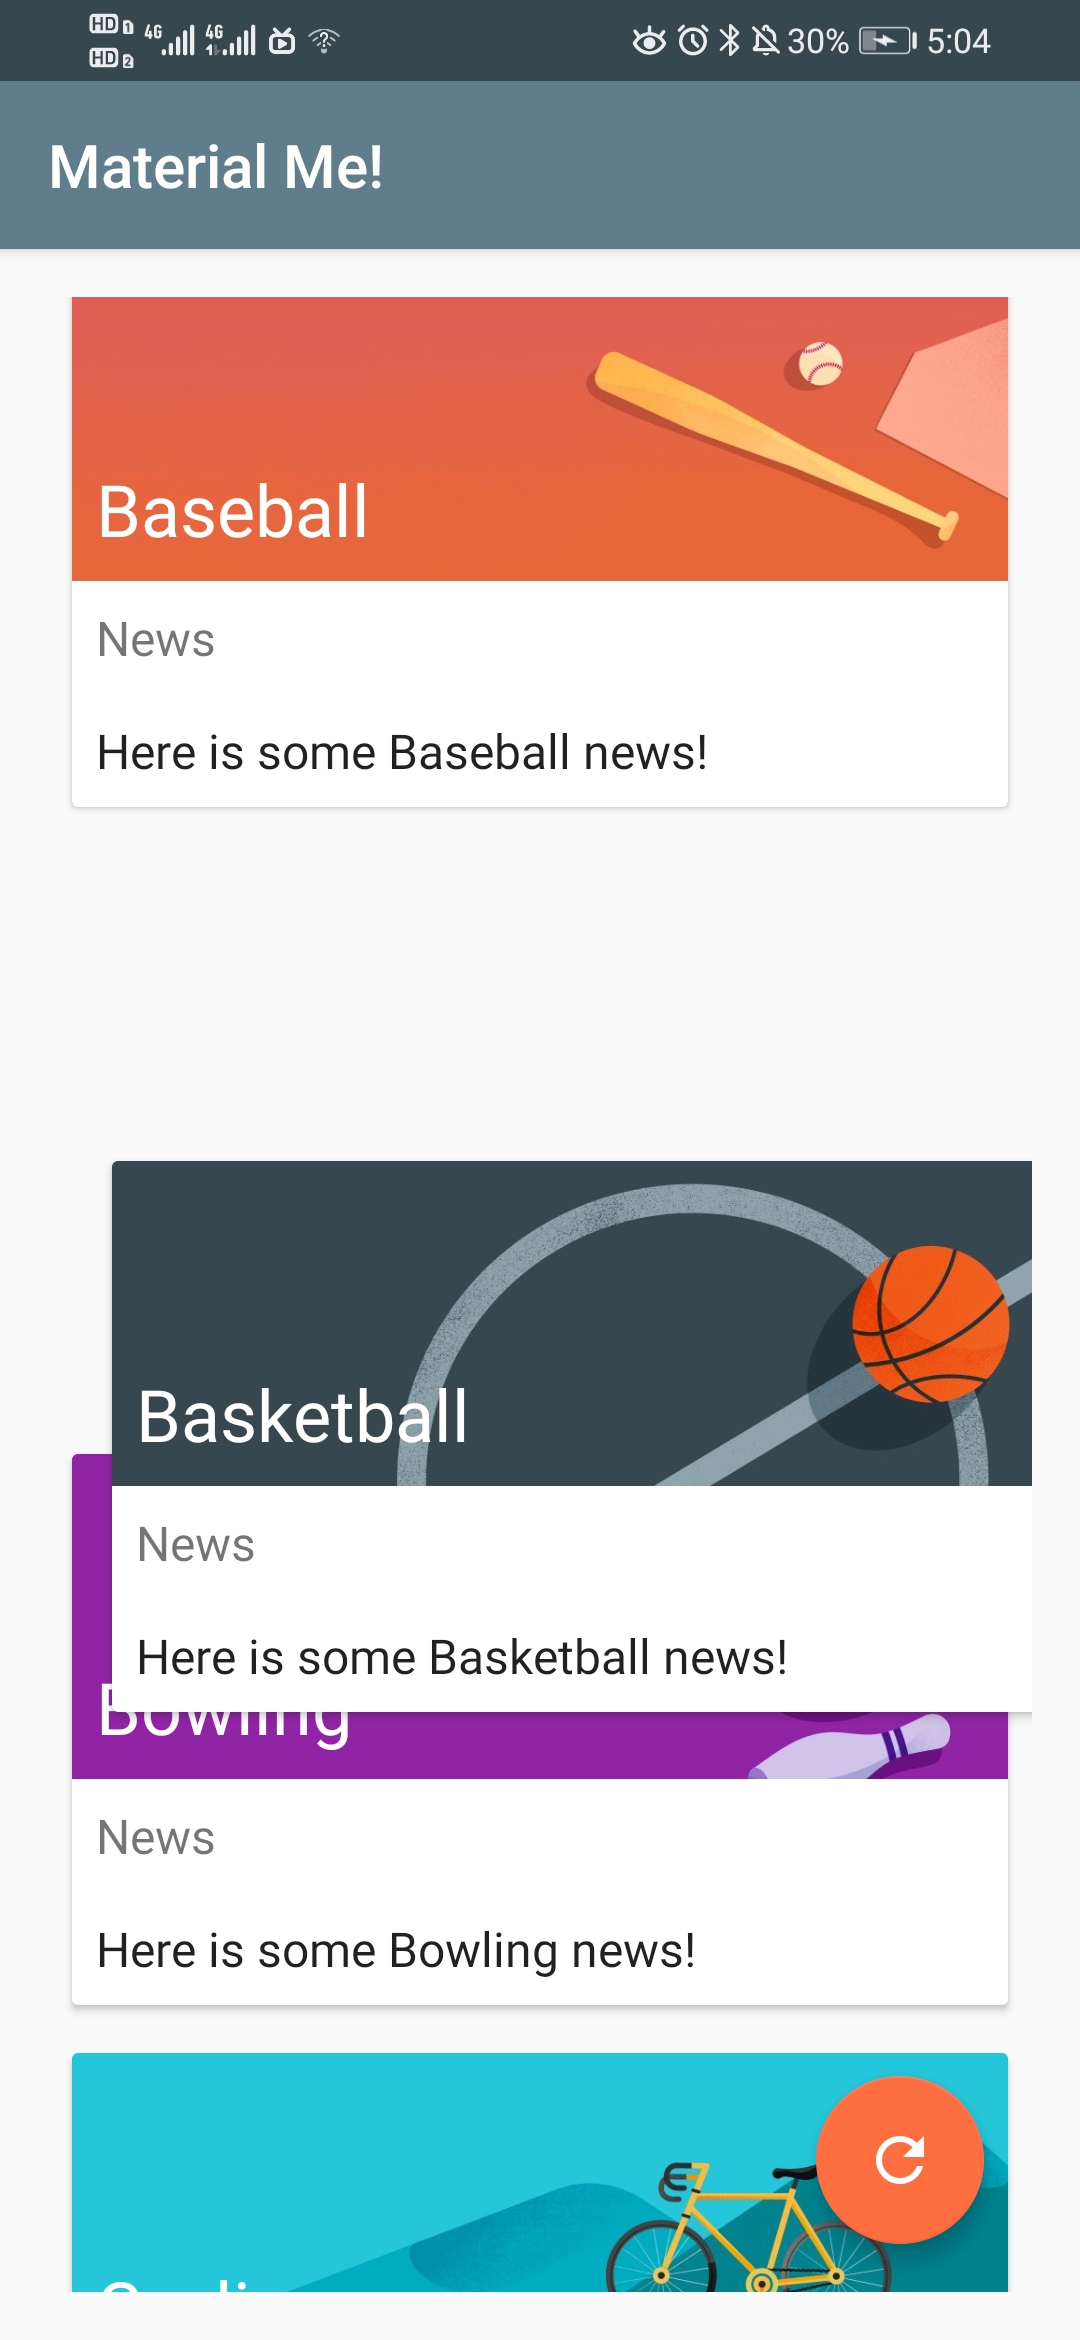 HD 1 4G 4G 30% 5:04
HD 2
Material Me!
Baseball
News
Here is some Baseball news!
Basketball
News
Here is some Basketball news!
Bowling
News
Here is some Bowling news!